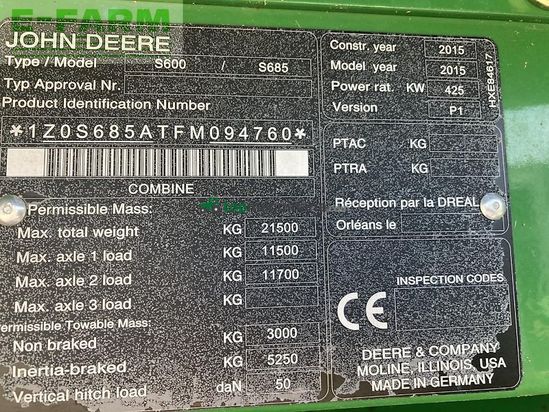 E-FARM
JOHN DEERE
Type / Model S600 / S685
Typ Approval Nr.
Product Identification Number
*1Z0S685ATFM094760*
COMBINE
Permissible Mass:
Max. total weight KG 21500
Max. axle 1 load KG 11500
Max. axle 2 load KG 11700
Max. axle 3 load KG
Permissible Towable Mass:
Non braked KG 3000
Inertia-braked KG 5250
Vertical hitch load daN 50
Constr. year 2015
Model year 2015
Power rat. KW 425
Version P1
HXE84617
PTAC KG
PTRA KG
Réception par la DREAL
Orléans le
INSPECTION CODES
CE
DEERE & COMPANY
MOLINE, ILLINOIS, USA
MADE IN GERMANY